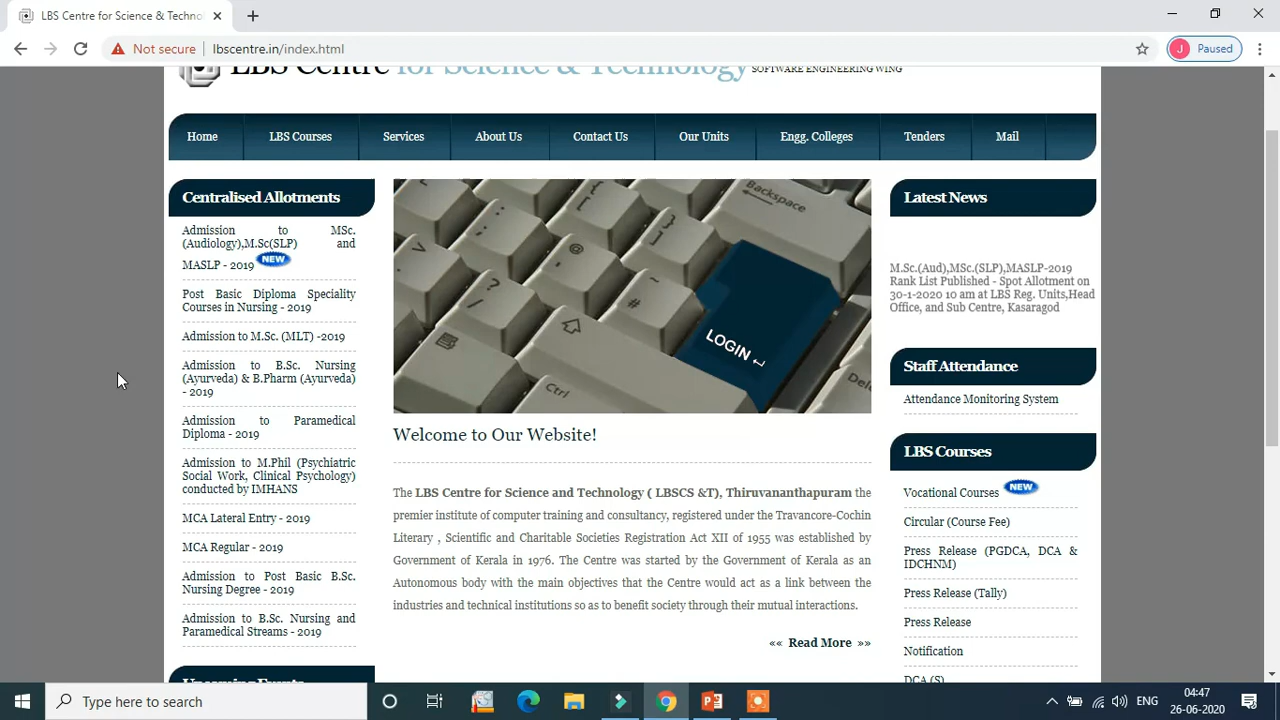 LBS Centre for Science & Techno
Not secure
lbscentre.in/index.html
J
Paused
LBS Centre for Science & Technology SOFTWARE ENGINEERING WING
Home
LBS Courses
Services
About Us
Contact Us
Our Units
Engg. Colleges
Tenders
Mail
Centralised Allotments
Admission to MSc.
(Audiology),M.Sc(SLP) and
MASLP - 2019 NEW
Post Basic Diploma Speciality
Courses in Nursing - 2019
Admission to M.Sc. (MLT) -2019
Admission to B.Sc. Nursing
(Ayurveda) & B.Pharm (Ayurveda)
- 2019
Admission to Paramedical
Diploma - 2019
Admission to M.Phil (Psychiatric
Social Work, Clinical Psychology)
conducted by IMHANS
MCA Lateral Entry - 2019
MCA Regular - 2019
Admission to Post Basic B.Sc.
Nursing Degree - 2019
Admission to B.Sc. Nursing and
Paramedical Streams - 2019
Upcoming Events
Backspace
LOGIN
Ctrl
Dele
Welcome to Our Website!
The LBS Centre for Science and Technology ( LBSCS &T), Thiruvananthapuram the
premier institute of computer training and consultancy, registered under the Travancore-Cochin
Literary , Scientific and Charitable Societies Registration Act XII of 1955 was established by
Government of Kerala in 1976. The Centre was started by the Government of Kerala as an
Autonomous body with the main objectives that the Centre would act as a link between the
industries and technical institutions so as to benefit society through their mutual interactions.
«« Read More »»
Latest News
M.Sc.(Aud),MSc.(SLP),MASLP-2019
Rank List Published - Spot Allotment on
30-1-2020 10 am at LBS Reg. Units,Head
Office, and Sub Centre, Kasaragod
Staff Attendance
Attendance Monitoring System
LBS Courses
Vocational Courses NEW
Circular (Course Fee)
Press Release (PGDCA, DCA &
IDCHNM)
Press Release (Tally)
Press Release
Notification
DCA (S)
Type here to search
ENG
04:47
26-06-2020